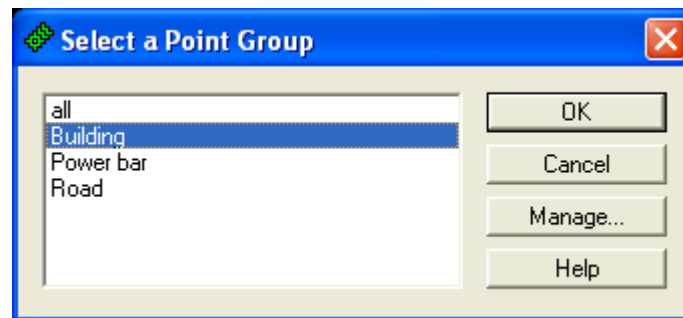 Select a Point Group
all
Building
Power bar
Road
OK
Cancel
Manage...
Help